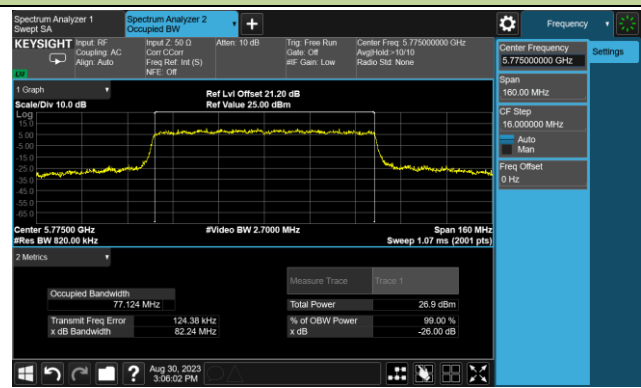 Spectrum Analyzer 1
Swept SA
Spectrum Analyzer 2
Occupied BW
Frequency
KEYSIGHT
Input: RF
Coupling: AC
Align: Auto
Input Z: 50 Ω
Corr CCorr
Freq Ref: Int (S)
NFE: Off
Atten: 10 dB
Trig: Free Run
Gate: Off
#IF Gain: Low
Center Freq: 5.775000000 GHz
Avg|Hold:>10/10
Radio Std: None
Center Frequency
5.775000000 GHz
Settings
Span
160.00 MHz
CF Step
16.000000 MHz
Auto
Man
Freq Offset
0 Hz
1 Graph
Ref Lvl Offset 21.20 dB
Scale/Div 10.0 dB
Ref Value 25.00 dBm
Log
15.0
5.00
-5.00
-15.0
-25.0
-35.0
-45.0
-55.0
-65.0
Center 5.77500 GHz
#Video BW 2.7000 MHz
Span 160 MHz
#Res BW 820.00 kHz
Sweep 1.07 ms (2001 pts)
2 Metrics
Measure Trace
Trace 1
Occupied Bandwidth
77.124 MHz
Total Power
26.9 dBm
Transmit Freq Error
124.38 kHz
% of OBW Power
99.00 %
x dB Bandwidth
82.24 MHz
x dB
-26.00 dB
?
Aug 30, 2023
3:06:02 PM